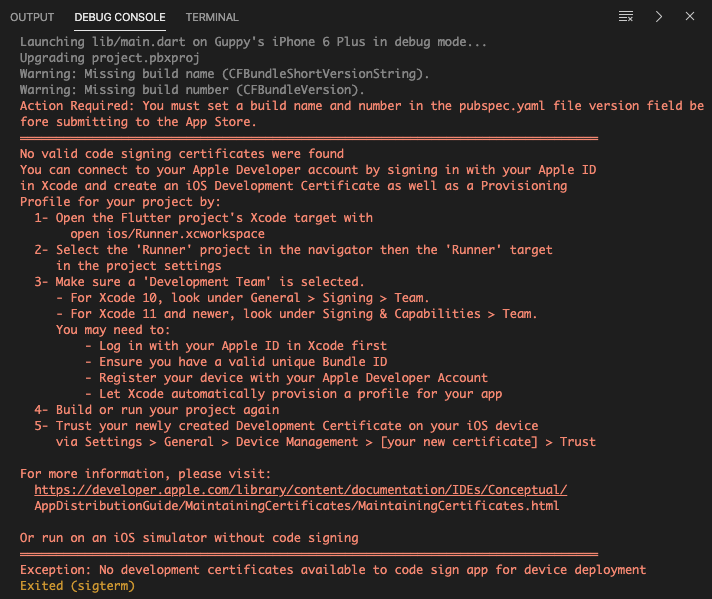 OUTPUT DEBUG CONSOLE TERMINAL
Launching lib/main.dart on Guppy's iPhone 6 Plus in debug mode...
Upgrading project.pbxproj
Warning: Missing build name (CFBundleShortVersionString).
Warning: Missing build number (CFBundleVersion).
Action Required: You must set a build name and number in the pubspec.yaml file version field be
fore submitting to the App Store.
════════════════════════════════════════════════════════════════════════════════
No valid code signing certificates were found
You can connect to your Apple Developer account by signing in with your Apple ID
in Xcode and create an iOS Development Certificate as well as a Provisioning
Profile for your project by:
  1- Open the Flutter project's Xcode target with
       open ios/Runner.xcworkspace
  2- Select the 'Runner' project in the navigator then the 'Runner' target
     in the project settings
  3- Make sure a 'Development Team' is selected.
     - For Xcode 10, look under General > Signing > Team.
     - For Xcode 11 and newer, look under Signing & Capabilities > Team.
     You may need to:
         - Log in with your Apple ID in Xcode first
         - Ensure you have a valid unique Bundle ID
         - Register your device with your Apple Developer Account
         - Let Xcode automatically provision a profile for your app
  4- Build or run your project again
  5- Trust your newly created Development Certificate on your iOS device
     via Settings > General > Device Management > [your new certificate] > Trust

For more information, please visit:
  https://developer.apple.com/library/content/documentation/IDEs/Conceptual/
  AppDistributionGuide/MaintainingCertificates/MaintainingCertificates.html

Or run on an iOS simulator without code signing
════════════════════════════════════════════════════════════════════════════════
Exception: No development certificates available to code sign app for device deployment
Exited (sigterm)